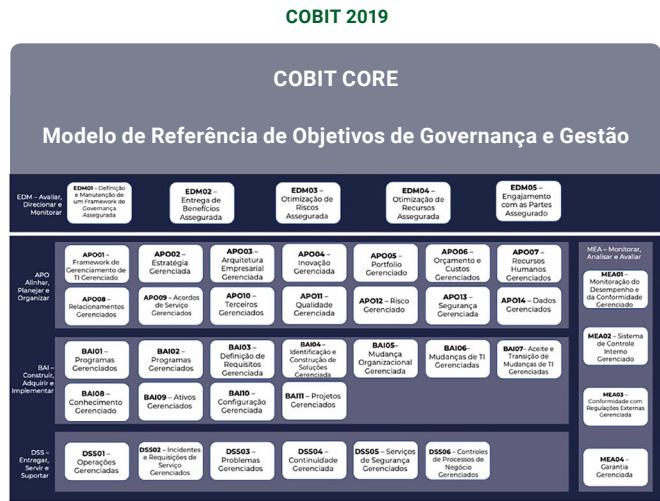 COBIT 2019
COBIT CORE
Modelo de Referência de Objetivos de Governança e Gestão
EDM – Avaliar,
Direcionar e
Monitorar
EDM01 – Definição
e Manutenção de
um Framework de
Governança
Assegurada
EDM02 –
Entrega de
Benefícios
Assegurada
EDM03 –
Otimização de
Riscos
Assegurada
EDM04 –
Otimização de
Recursos
Assegurada
EDM05 –
Engajamento
com as Partes
Assegurado
APO
Alinhar,
Planejar e
Organizar
APO01 –
Framework de
Gerenciamento de
TI Gerenciado
APO02 –
Estratégia
Gerenciada
APO03 –
Arquitetura
Empresarial
Gerenciada
APO04 –
Inovação
Gerenciada
APO05 –
Portfolio
Gerenciado
APO06 –
Orçamento e
Custos
Gerenciados
APO07 –
Recursos
Humanos
Gerenciados
APO08 –
Relacionamentos
Gerenciados
APO09 – Acordos
de Serviço
Gerenciados
APO10 –
Terceiros
Gerenciados
APO11 –
Qualidade
Gerenciada
APO12 – Risco
Gerenciado
APO13 –
Segurança
Gerenciada
APO14 – Dados
Gerenciados
BAI –
Construir,
Adquirir e
Implementar
BAI01 –
Programas
Gerenciados
BAI02 –
Programas
Gerenciados
BAI03 –
Definição de
Requisitos
Gerenciada
BAI04 –
Identificação e
Construção de
Soluções
Gerenciada
BAI05–
Mudança
Organizacional
Gerenciada
BAI06–
Mudanças de TI
Gerenciadas
BAI07– Aceite e
Transição de
Mudanças de TI
Gerenciadas
BAI08 –
Conhecimento
Gerenciado
BAI09 – Ativos
Gerenciados
BAI10 –
Configuração
Gerenciada
BAI11 – Projetos
Gerenciados
DSS –
Entregar,
Servir e
Suportar
DSS01 –
Operações
Gerenciadas
DSS02 – Incidentes
e Requisições de
Serviço
Gerenciados
DSS03 –
Problemas
Gerenciados
DSS04 –
Continuidade
Gerenciada
DSS05 – Serviços
de Segurança
Gerenciados
DSS06 – Controles
de Processos de
Negócio
Gerenciados
MEA – Monitorar,
Analisar e Avaliar
MEA01 –
Monitoração do
Desempenho e
da Conformidade
Gerenciado
MEA02 – Sistema
de Controle
Interno
Gerenciado
MEA03 –
Conformidade com
Regulações Externas
Gerenciada
MEA04 –
Garantia
Gerenciada